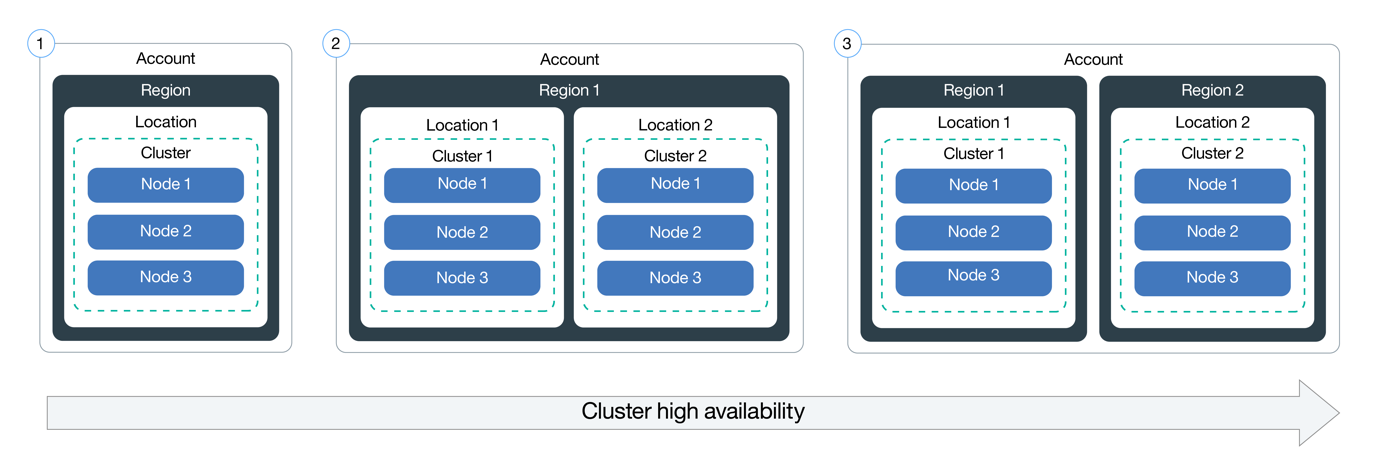 1
Account
Region
Location
Cluster
Node 1
Node 2
Node 3
2
Account
Region 1
Location 1
Cluster 1
Node 1
Node 2
Node 3
Location 2
Cluster 2
Node 1
Node 2
Node 3
3
Account
Region 1
Location 1
Cluster 1
Node 1
Node 2
Node 3
Region 2
Location 2
Cluster 2
Node 1
Node 2
Node 3
Cluster high availability